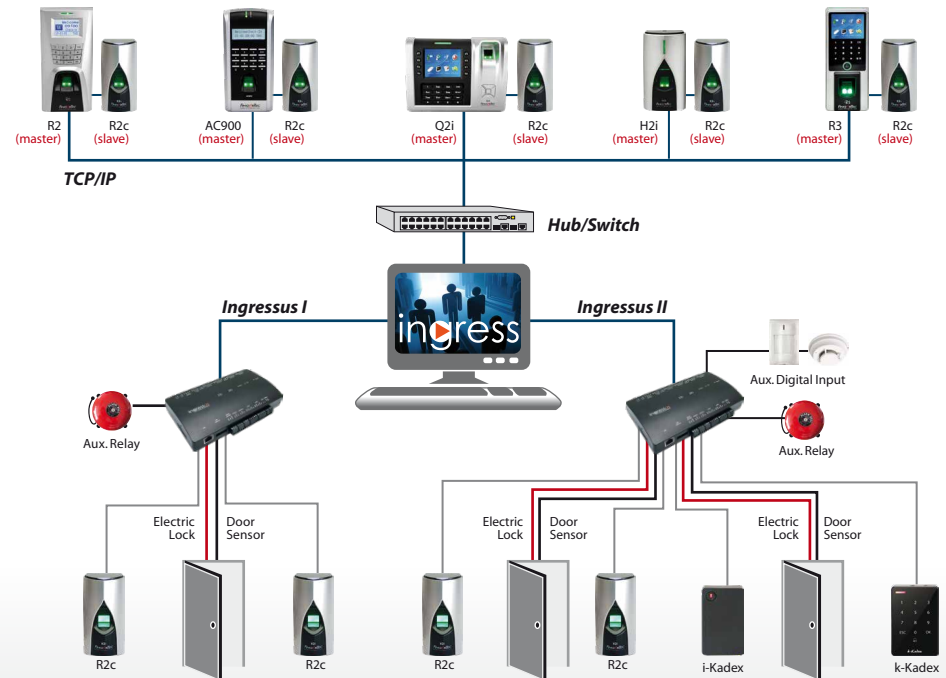 R2
(master)
R2c
(slave)
AC900
(master)
R2c
(slave)
Q2i
(master)
R2c
(slave)
H2i
(master)
R2c
(slave)
R3
(master)
R2c
(slave)
TCP/IP
Hub/Switch
Ingressus I
ingress
Ingressus II
Aux. Digital Input
Aux. Relay
Aux. Relay
Electric
Lock
Door
Sensor
Electric
Lock
Door
Sensor
Electric
Lock
Door
Sensor
R2c
R2c
R2c
R2c
i-Kadex
k-Kadex